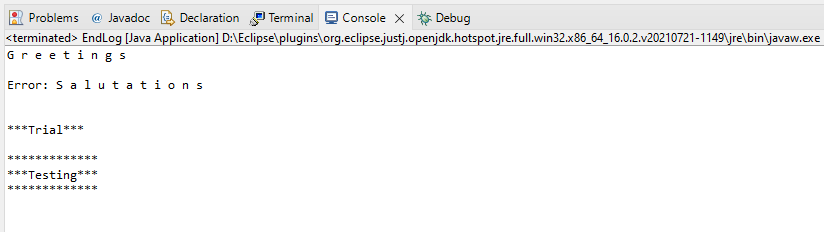 Problems @ Javadoc Declaration Terminal Console Debug
<terminated> EndLog [Java Application] D:\Eclipse\plugins\org.eclipse.justj.openjdk.hotspot.jre.full.win32.x86_64_16.0.2.v20210721-1149\jre\bin\javaw.exe
G r e e t i n g s
Error: S a l u t a t i o n s
***Trial***
*************
***Testing***
*************